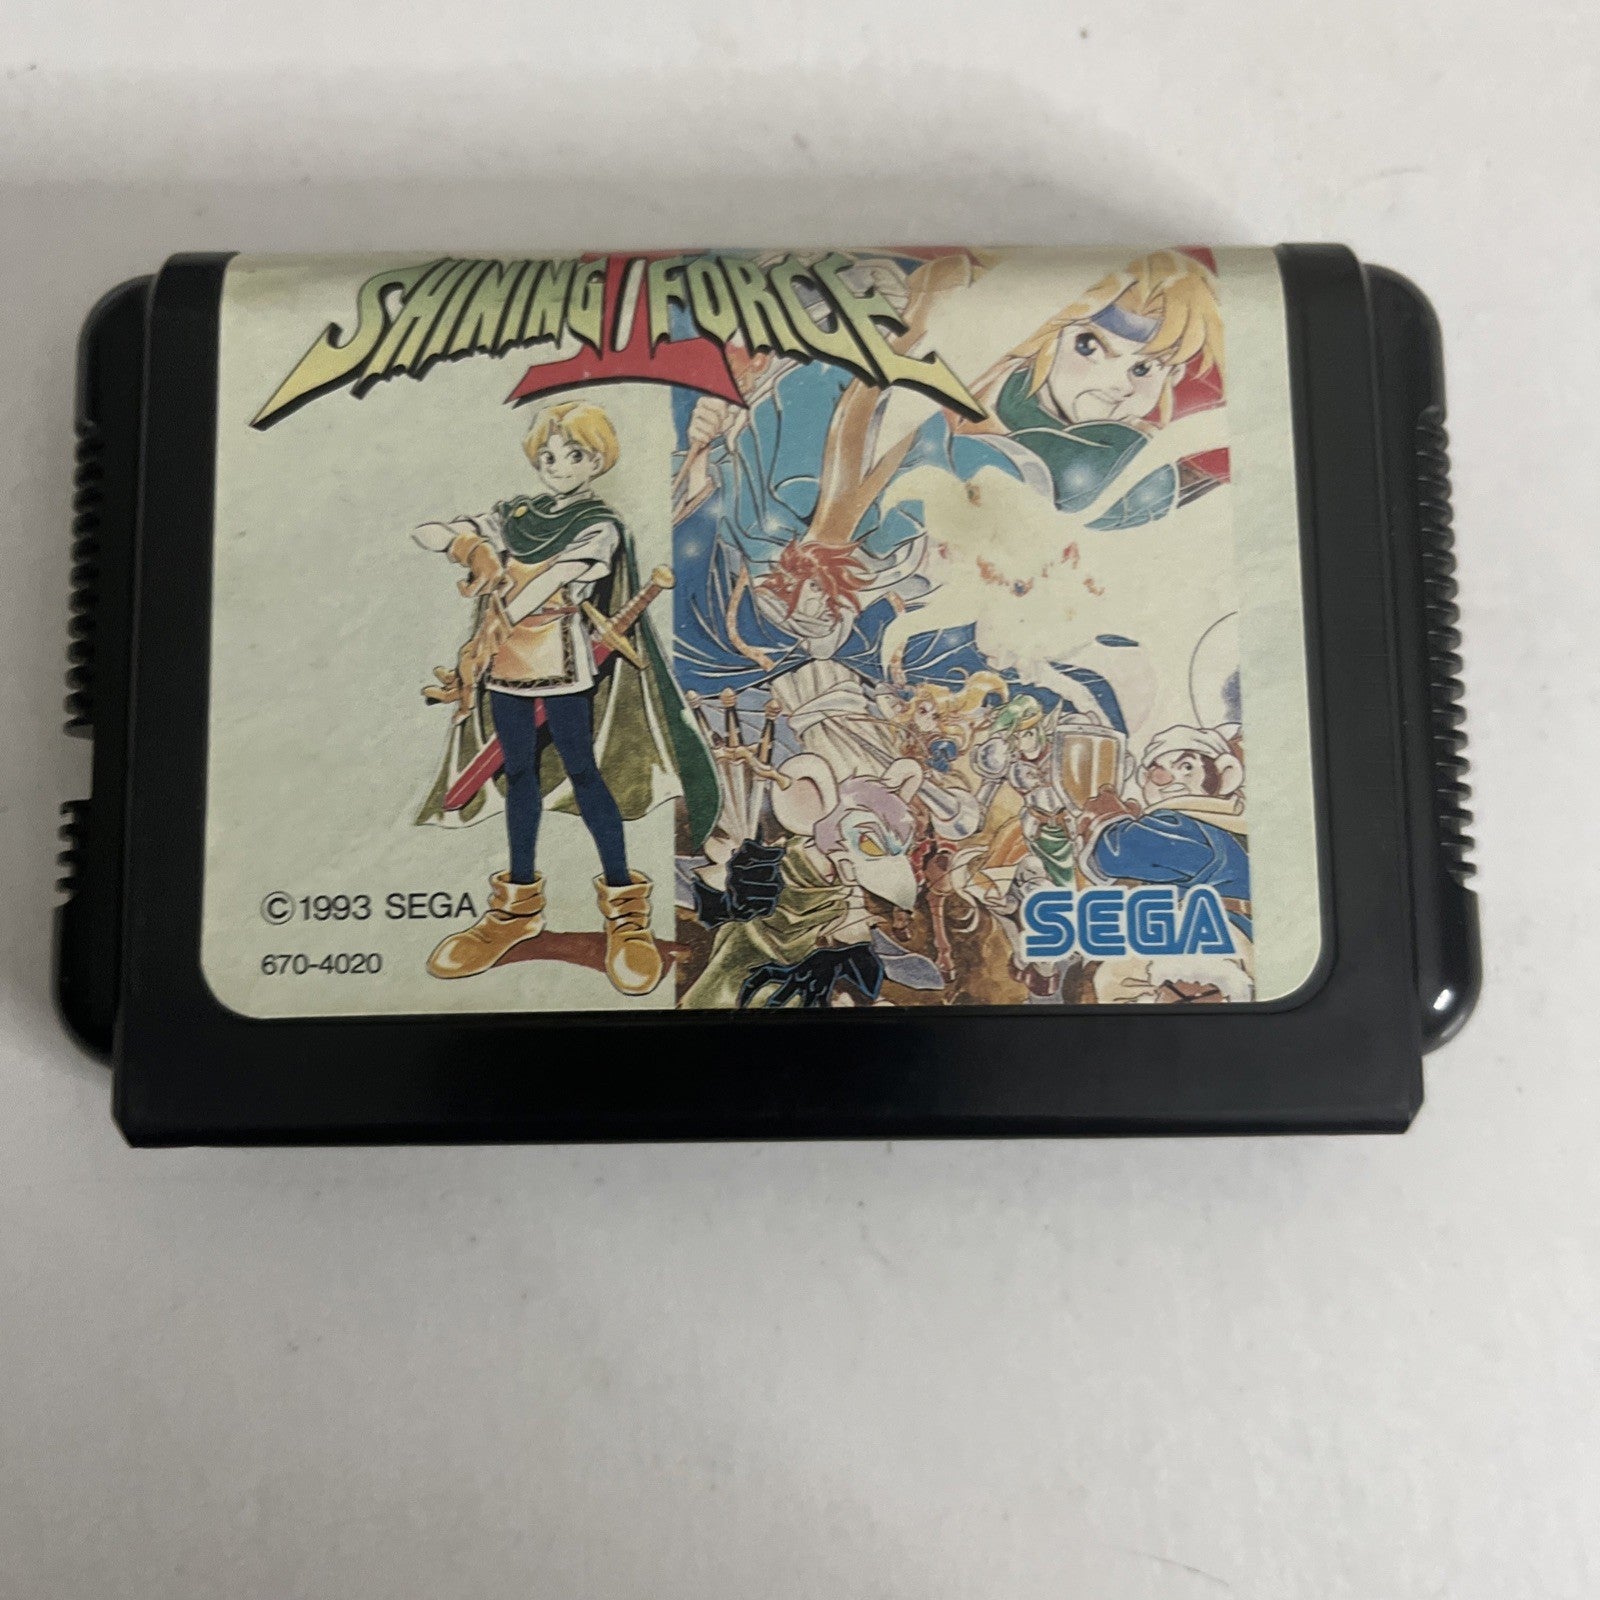 SHINING FORCE
II
©1993 SEGA
670-4020
SEGA